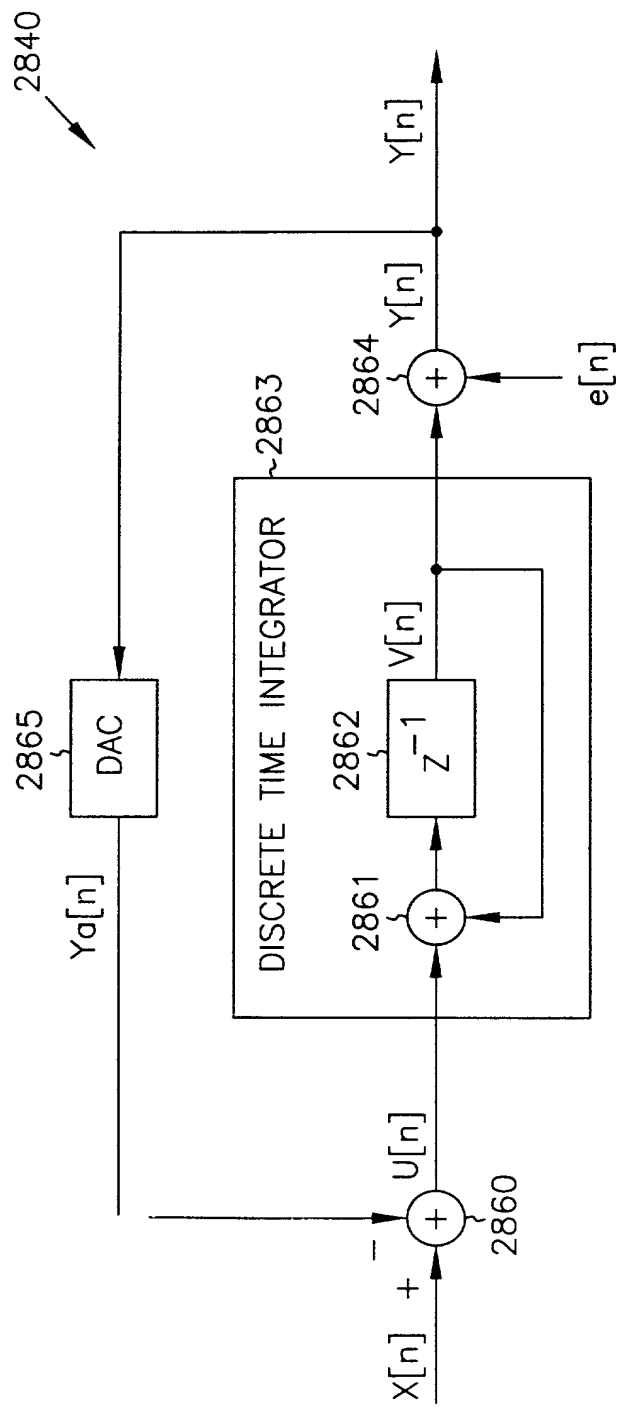 2840
2865
DAC
Ya[n]
2863
DISCRETE TIME INTEGRATOR
X[n]
+
−
+
2860
U[n]
2861
+
2862
Z⁻¹
V[n]
2864
+
Y[n]
Y[n]
e[n]